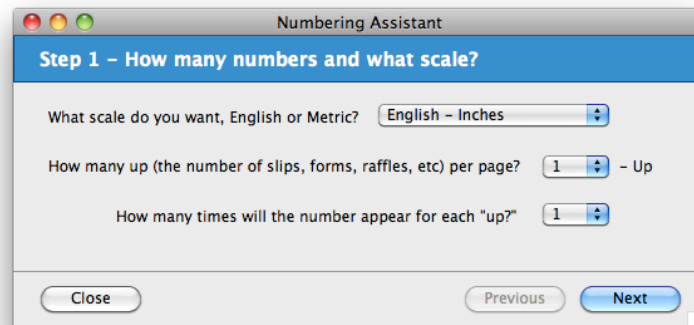 Numbering Assistant
Step 1 – How many numbers and what scale?
What scale do you want, English or Metric? English – Inches
How many up (the number of slips, forms, raffles, etc) per page? 1 – Up
How many times will the number appear for each "up?" 1
Close Previous Next